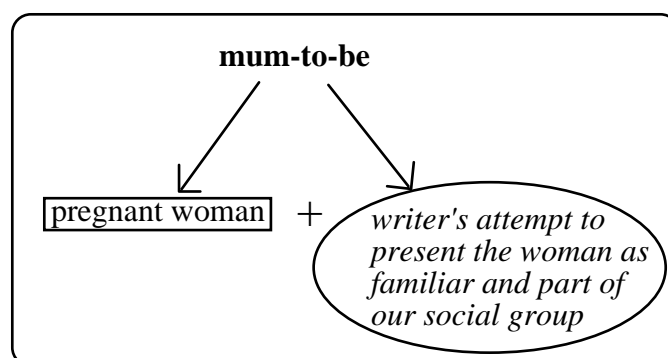 mum-to-be
pregnant woman
+
writer's attempt to
present the woman as
familiar and part of
our social group